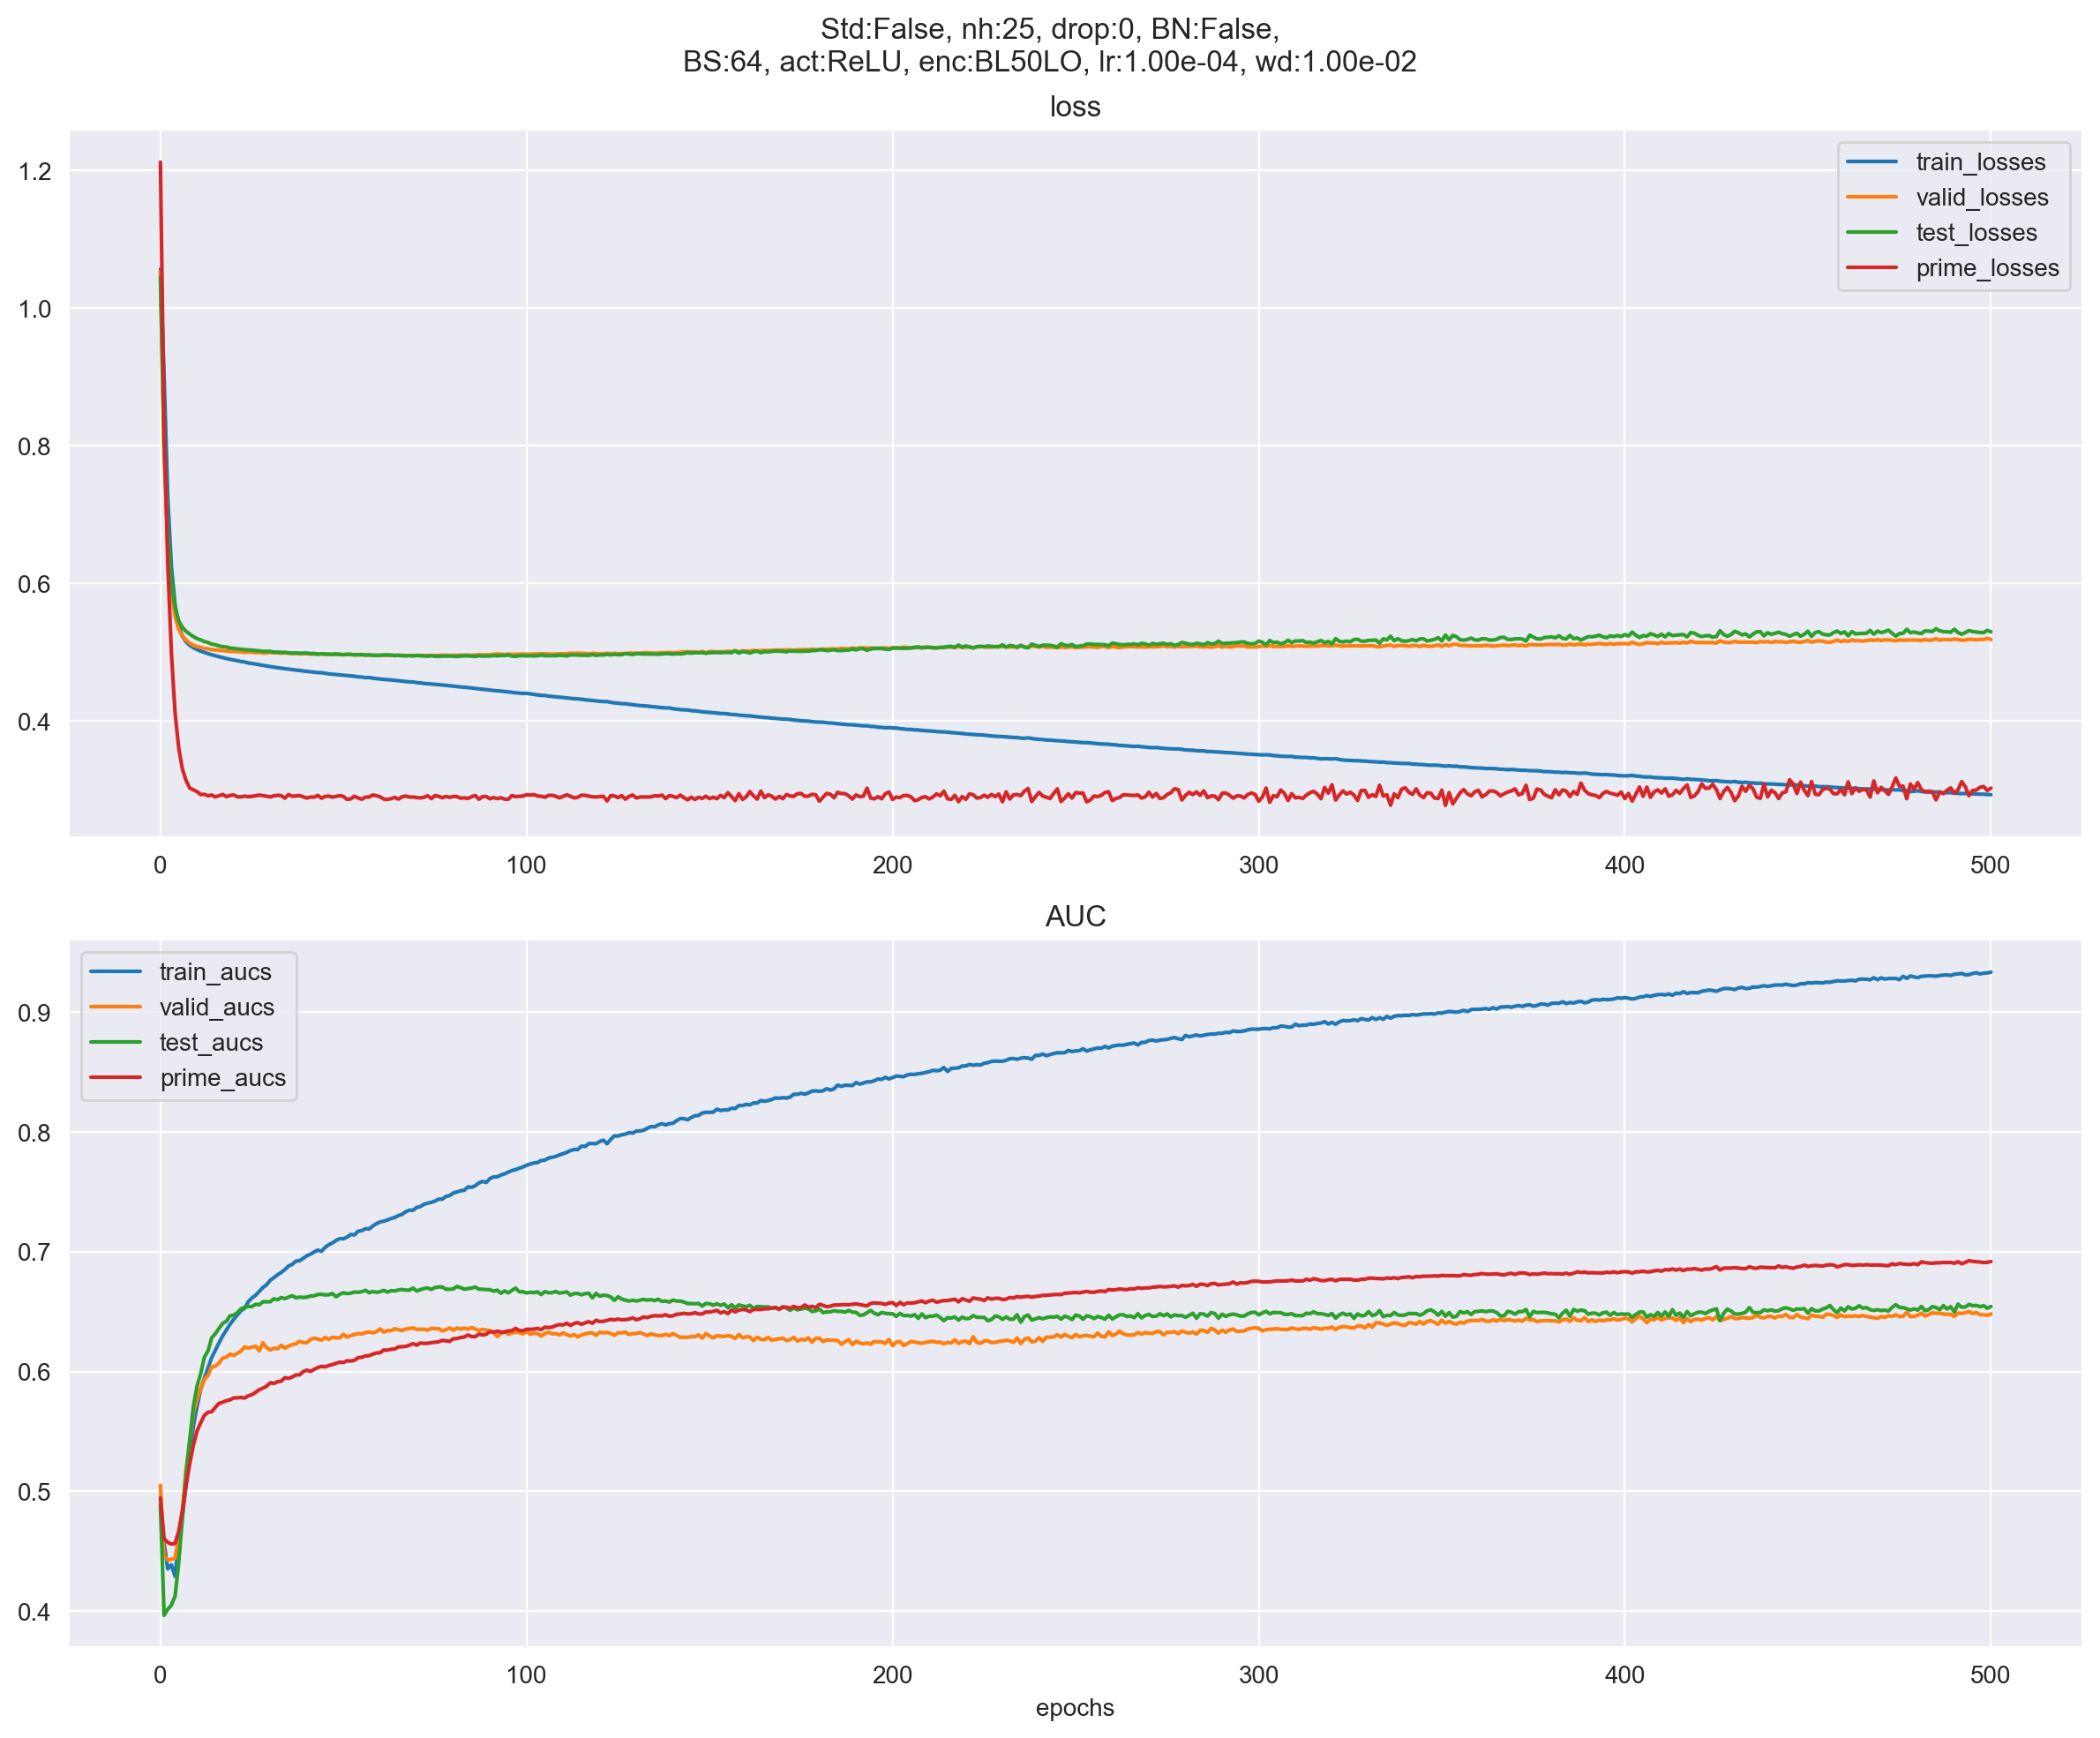 Std:False, nh:25, drop:0, BN:False,
BS:64, act:ReLU, enc:BL50LO, lr:1.00e-04, wd:1.00e-02
loss
1.2
1.0
0.8
0.6
0.4
train_losses
valid_losses
test_losses
prime_losses
0 100 200 300 400 500
AUC
train_aucs
valid_aucs
test_aucs
prime_aucs
0.9
0.8
0.7
0.6
0.5
0.4
0 100 200 300 400 500
epochs